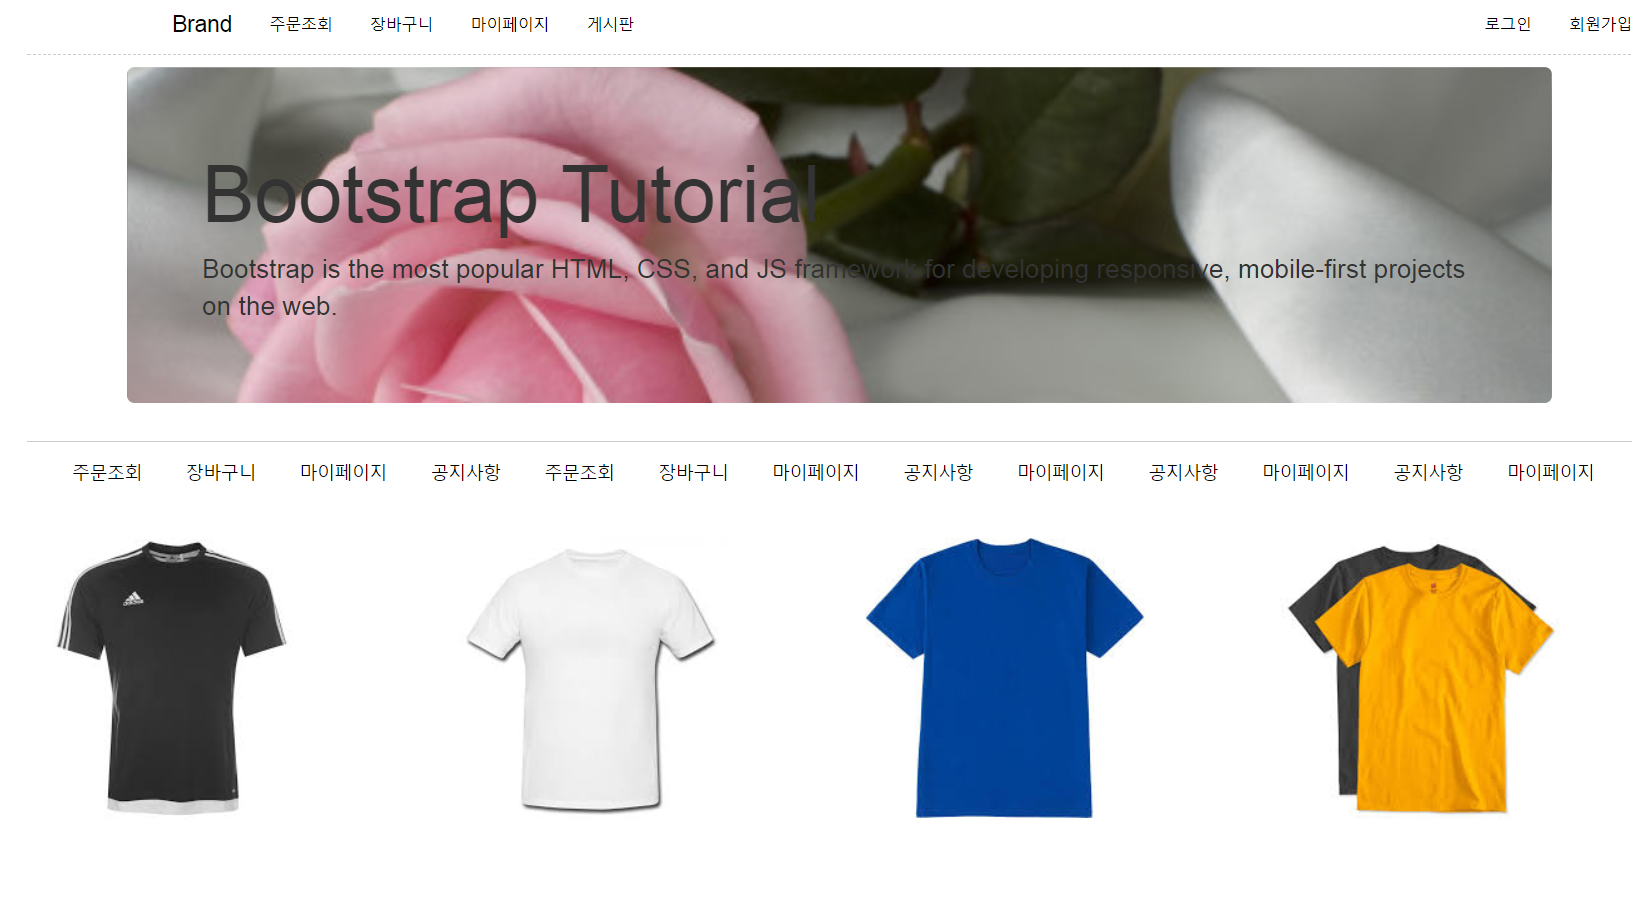 Brand 주문조회 장바구니 마이페이지 게시판 로그인 회원가입
Bootstrap Tutorial
Bootstrap is the most popular HTML, CSS, and JS framework for developing responsive, mobile-first projects
on the web.
주문조회 장바구니 마이페이지 공지사항 주문조회 장바구니 마이페이지 공지사항 마이페이지 공지사항 마이페이지 공지사항 마이페이지
adidas